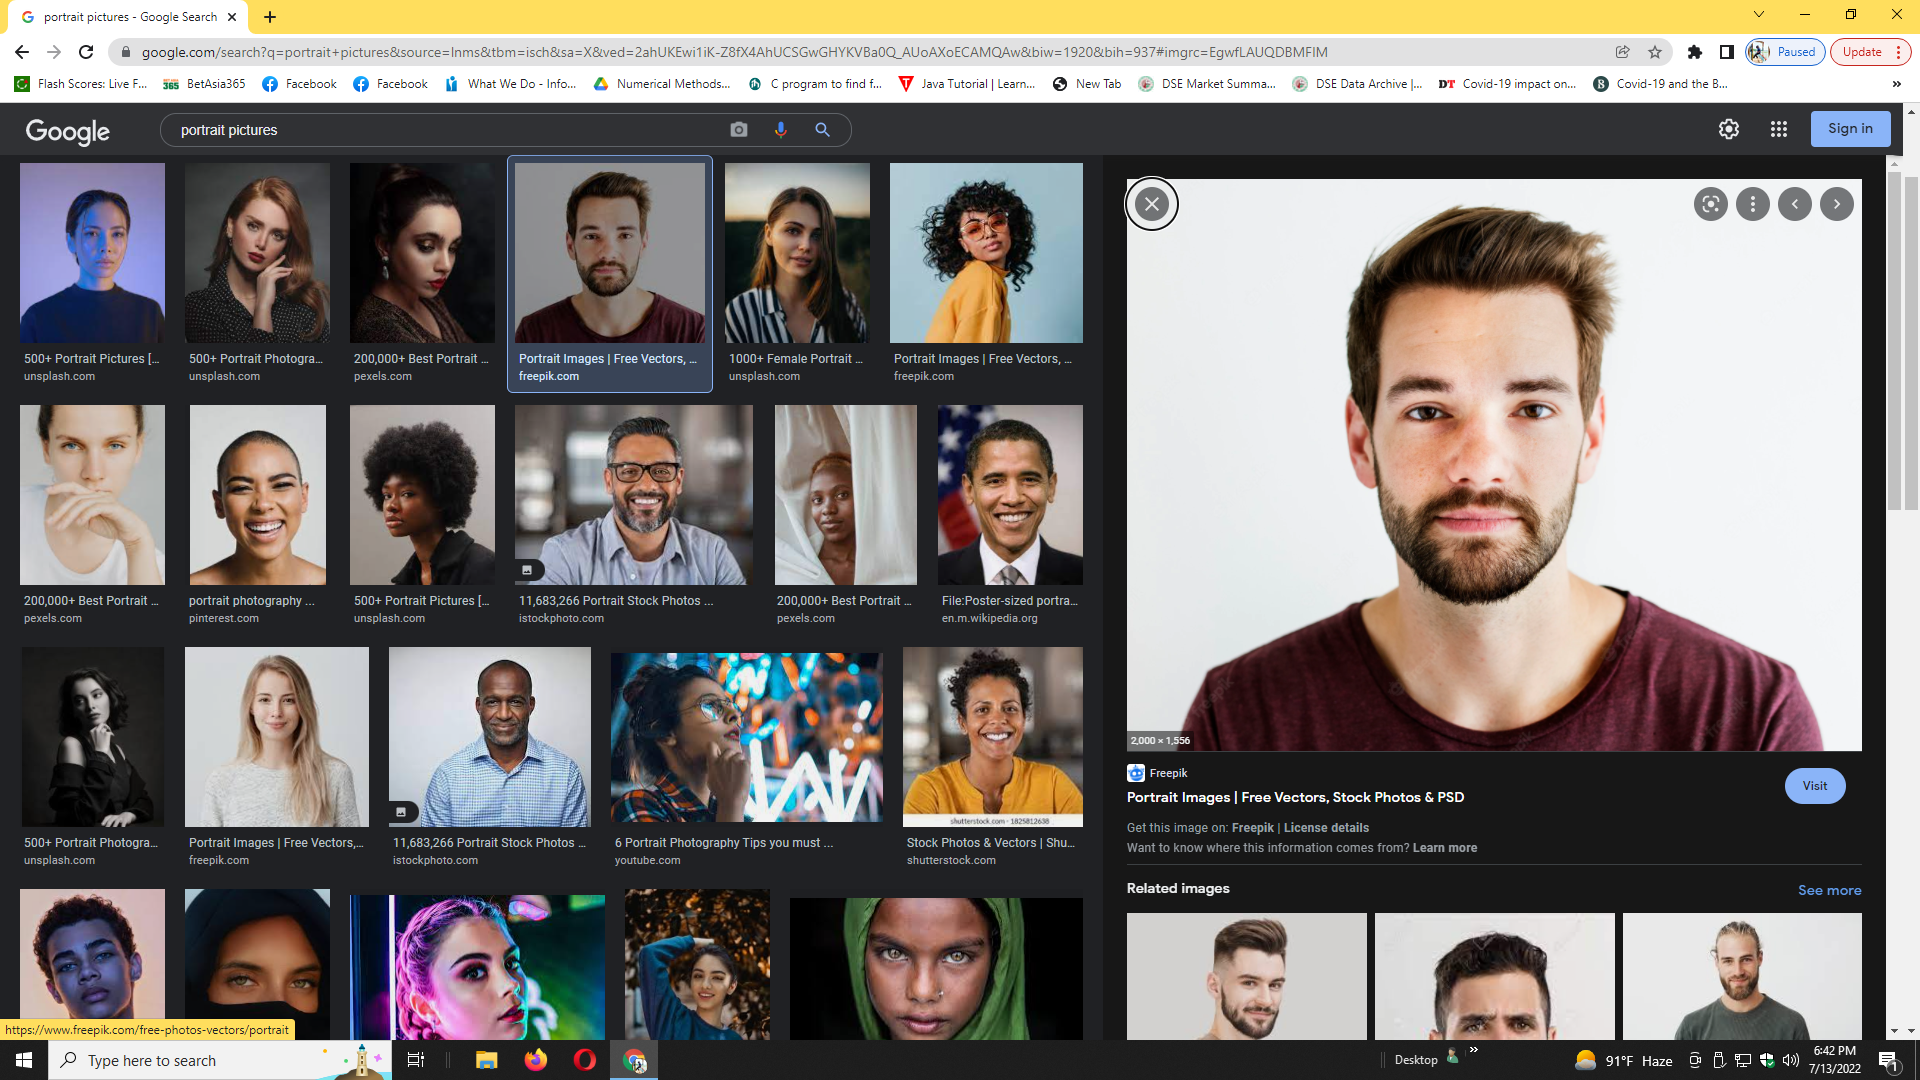 portrait pictures - Google Search
google.com/search?q=portrait+pictures&source=lnms&tbm=isch&sa=X&ved=2ahUKEwi1iK-Z8fX4AhUCSGwGHYKVBa0Q_AUoAXoECAMQAw&biw=1920&bih=937#imgrc=EgwfLAUQDBMFIM
Paused
Update
Flash Scores: Live F...
BetAsia365
Facebook
Facebook
What We Do - Info...
Numerical Methods...
C program to find f...
Java Tutorial | Learn...
New Tab
DSE Market Summa...
DSE Data Archive |...
DT Covid-19 impact on...
B Covid-19 and the B...
»
Google
portrait pictures
Sign in
500+ Portrait Pictures [...
unsplash.com
500+ Portrait Photogra...
unsplash.com
200,000+ Best Portrait ...
pexels.com
Portrait Images | Free Vectors, ...
freepik.com
1000+ Female Portrait ...
unsplash.com
Portrait Images | Free Vectors, ...
freepik.com
200,000+ Best Portrait ...
pexels.com
portrait photography ...
pinterest.com
500+ Portrait Pictures [...
unsplash.com
11,683,266 Portrait Stock Photos ...
istockphoto.com
200,000+ Best Portrait ...
pexels.com
File:Poster-sized portra...
en.m.wikipedia.org
shutterstock.com · 1825812638
500+ Portrait Photogra...
unsplash.com
Portrait Images | Free Vectors,...
freepik.com
11,683,266 Portrait Stock Photos ...
istockphoto.com
6 Portrait Photography Tips you must ...
youtube.com
Stock Photos & Vectors | Shu...
shutterstock.com
2,000 × 1,556
Freepik
Portrait Images | Free Vectors, Stock Photos & PSD
Visit
Get this image on: Freepik | License details
Want to know where this information comes from? Learn more
Related images
See more
https://www.freepik.com/free-photos-vectors/portrait
Type here to search
Desktop
»
91°F Haze
6:42 PM
7/13/2022
1